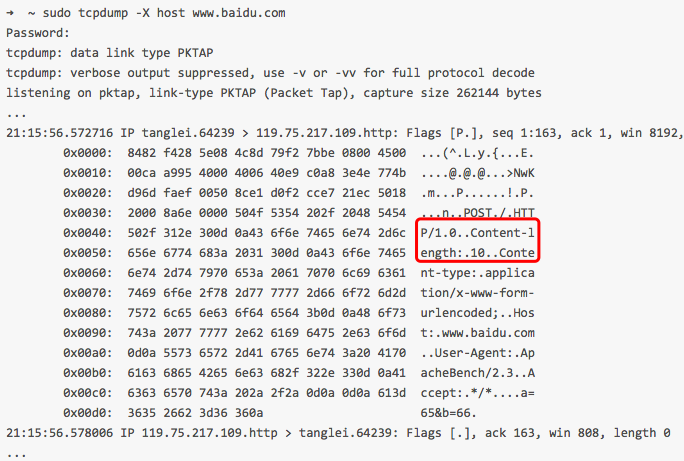 ➜  ~ sudo tcpdump -X host www.baidu.com
Password:
tcpdump: data link type PKTAP
tcpdump: verbose output suppressed, use -v or -vv for full protocol decode
listening on pktap, link-type PKTAP (Packet Tap), capture size 262144 bytes
...
21:15:56.572716 IP tanglei.64239 > 119.75.217.109.http: Flags [P.], seq 1:163, ack 1, win 8192,
0x0000:  8482 f428 5e08 4c8d 79f2 7bbe 0800 4500  ...(^.L.y.{...E.
0x0010:  00ca a995 4000 4006 40e9 c0a8 3e4e 774b  ....@.@.@...>NwK
0x0020:  d96d faef 0050 8ce1 d0f2 cce7 21ec 5018  .m...P......!.P.
0x0030:  2000 8a6e 0000 504f 5354 202f 2048 5454  ...n..POST./.HTT
0x0040:  502f 312e 300d 0a43 6f6e 7465 6e74 2d6c  P/1.0..Content-l
0x0050:  656e 6774 683a 2031 300d 0a43 6f6e 7465  ength:.10..Conte
0x0060:  6e74 2d74 7970 653a 2061 7070 6c69 6361  nt-type:.applica
0x0070:  7469 6f6e 2f78 2d77 7777 2d66 6f72 6d2d  tion/x-www-form-
0x0080:  7572 6c65 6e63 6f64 6564 3b0d 0a48 6f73  urlencoded;..Hos
0x0090:  743a 2077 7777 2e62 6169 6475 2e63 6f6d  t:.www.baidu.com
0x00a0:  0d0a 5573 6572 2d41 6765 6e74 3a20 4170  ..User-Agent:.Ap
0x00b0:  6163 6865 4265 6e63 682f 322e 330d 0a41  acheBench/2.3..A
0x00c0:  6363 6570 743a 202a 2f2a 0d0a 0d0a 613d  ccept:.*/*....a=
0x00d0:  3635 2662 3d36 360a  65&b=66.
21:15:56.578006 IP 119.75.217.109.http > tanglei.64239: Flags [.], ack 163, win 808, length 0
...